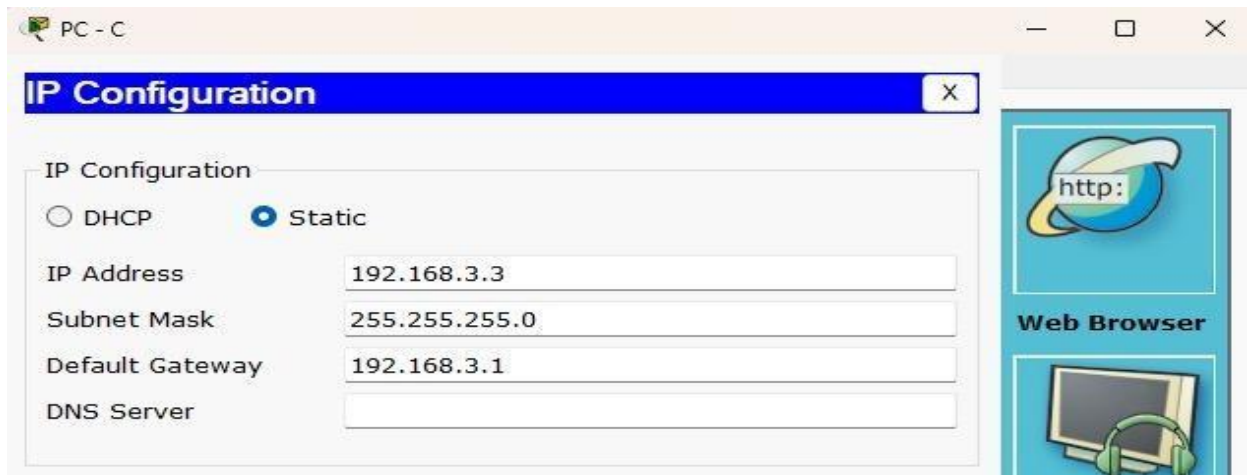 PC - C
IP Configuration
X
IP Configuration
DHCP Static
IP Address 192.168.3.3
Subnet Mask 255.255.255.0
Default Gateway 192.168.3.1
DNS Server
http:
Web Browser